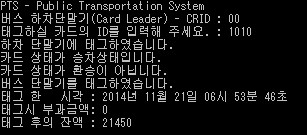 PTS - Public Transportation System
버스 하차단말기(Card Leader) - CRID : 00
태그하실 카드의 ID를 입력해 주세요. : 1010
하차 단말기에 태그하였습니다.
카드 상태가 승차상태입니다.
카드 상태가 환승이 아닙니다.
버스 단말기를 태그하였습니다.
태그 한    시각 : 2014년 11월 21일 06시 53분 46초
태그시 부과금액: 0
태그 후의 잔액 : 21450